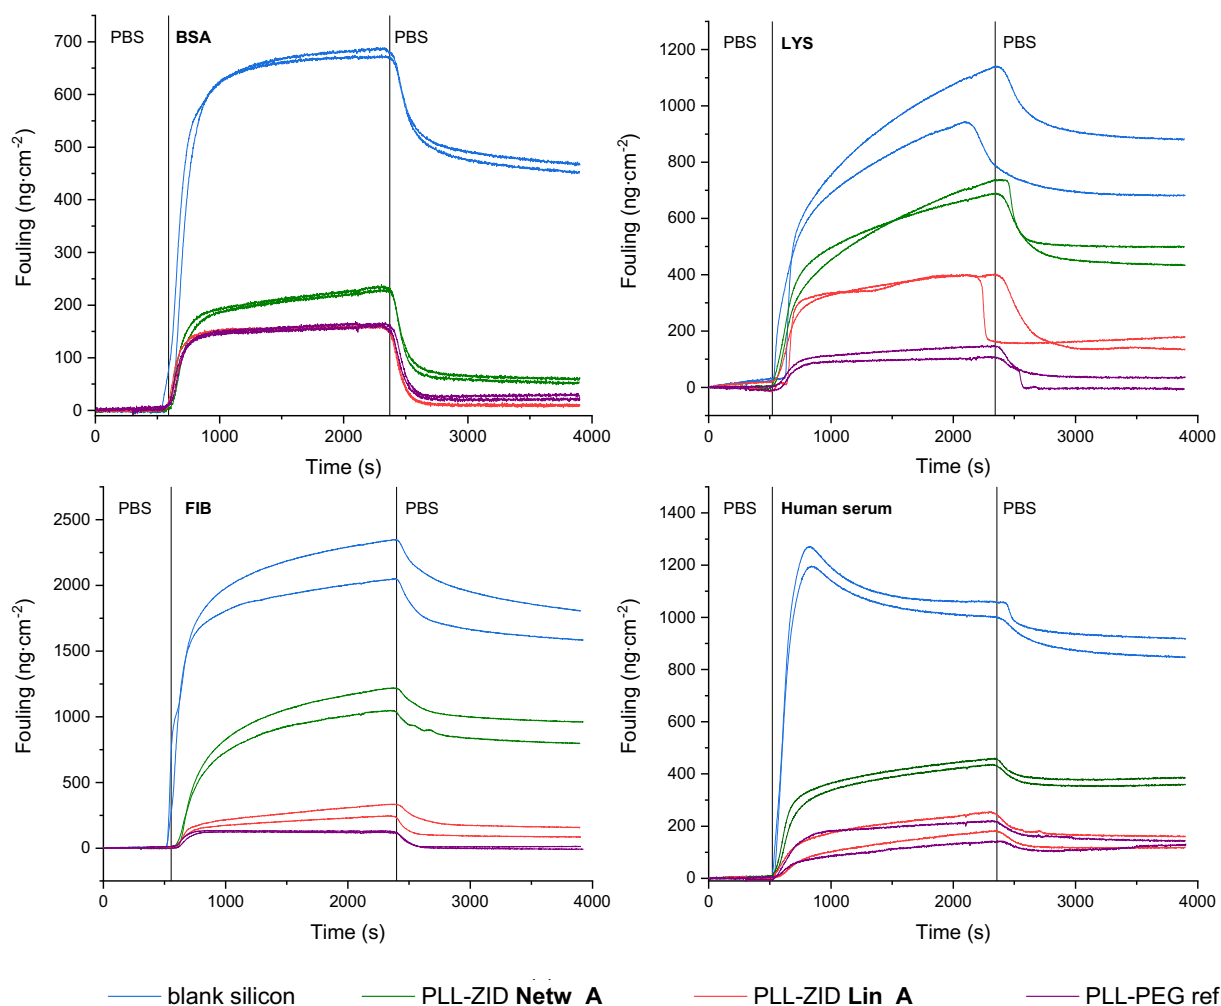 PBS BSA PBS
700
600
500
400
300
200
100
0
0 1000 2000 3000 4000
Fouling (ng·cm⁻²)
Time (s)
PBS LYS PBS
1200
1000
800
600
400
200
0
0 1000 2000 3000 4000
Fouling (ng·cm⁻²)
Time (s)
PBS FIB PBS
2500
2000
1500
1000
500
0
0 1000 2000 3000 4000
Fouling (ng·cm⁻²)
Time (s)
PBS Human serum PBS
1400
1200
1000
800
600
400
200
0
0 1000 2000 3000 4000
Fouling (ng·cm⁻²)
Time (s)
blank silicon PLL-ZID Netw A PLL-ZID Lin A PLL-PEG ref